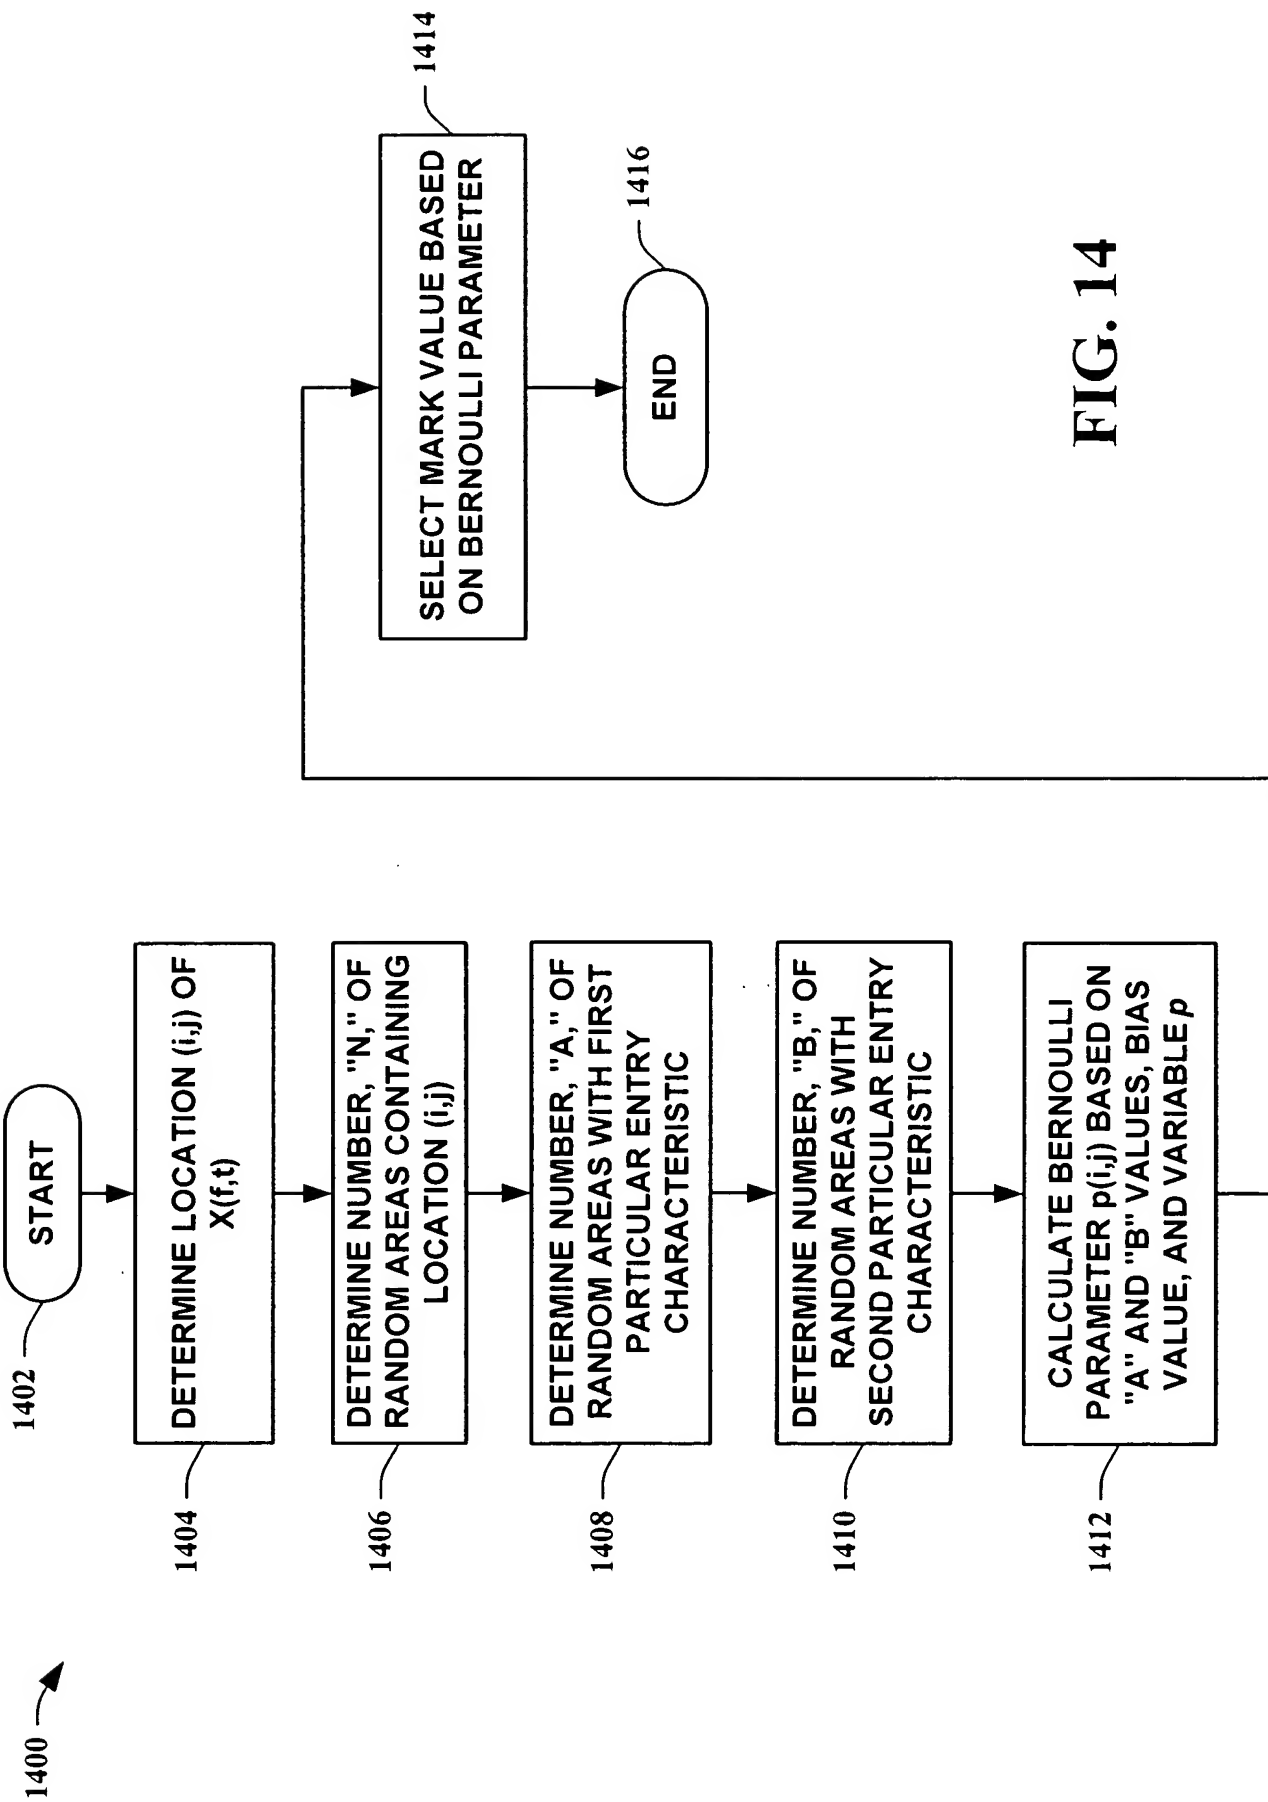 1400
1402
START
1404
DETERMINE LOCATION (i,j) OF
X(f,t)
1406
DETERMINE NUMBER, "N," OF
RANDOM AREAS CONTAINING
LOCATION (i,j)
1408
DETERMINE NUMBER, "A," OF
RANDOM AREAS WITH FIRST
PARTICULAR ENTRY
CHARACTERISTIC
1410
DETERMINE NUMBER, "B," OF
RANDOM AREAS WITH
SECOND PARTICULAR ENTRY
CHARACTERISTIC
1412
CALCULATE BERNOULLI
PARAMETER p(i,j) BASED ON
"A" AND "B" VALUES, BIAS
VALUE, AND VARIABLE p
1414
SELECT MARK VALUE BASED
ON BERNOULLI PARAMETER
1416
END
FIG. 14